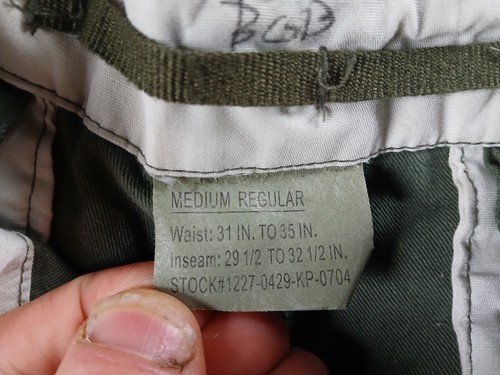 BGB
MEDIUM REGULAR
Waist: 31 IN. TO 35 IN.
Inseam: 29 1/2 TO 32 1/2 IN.
STOCK#1227-0429-KP-0704